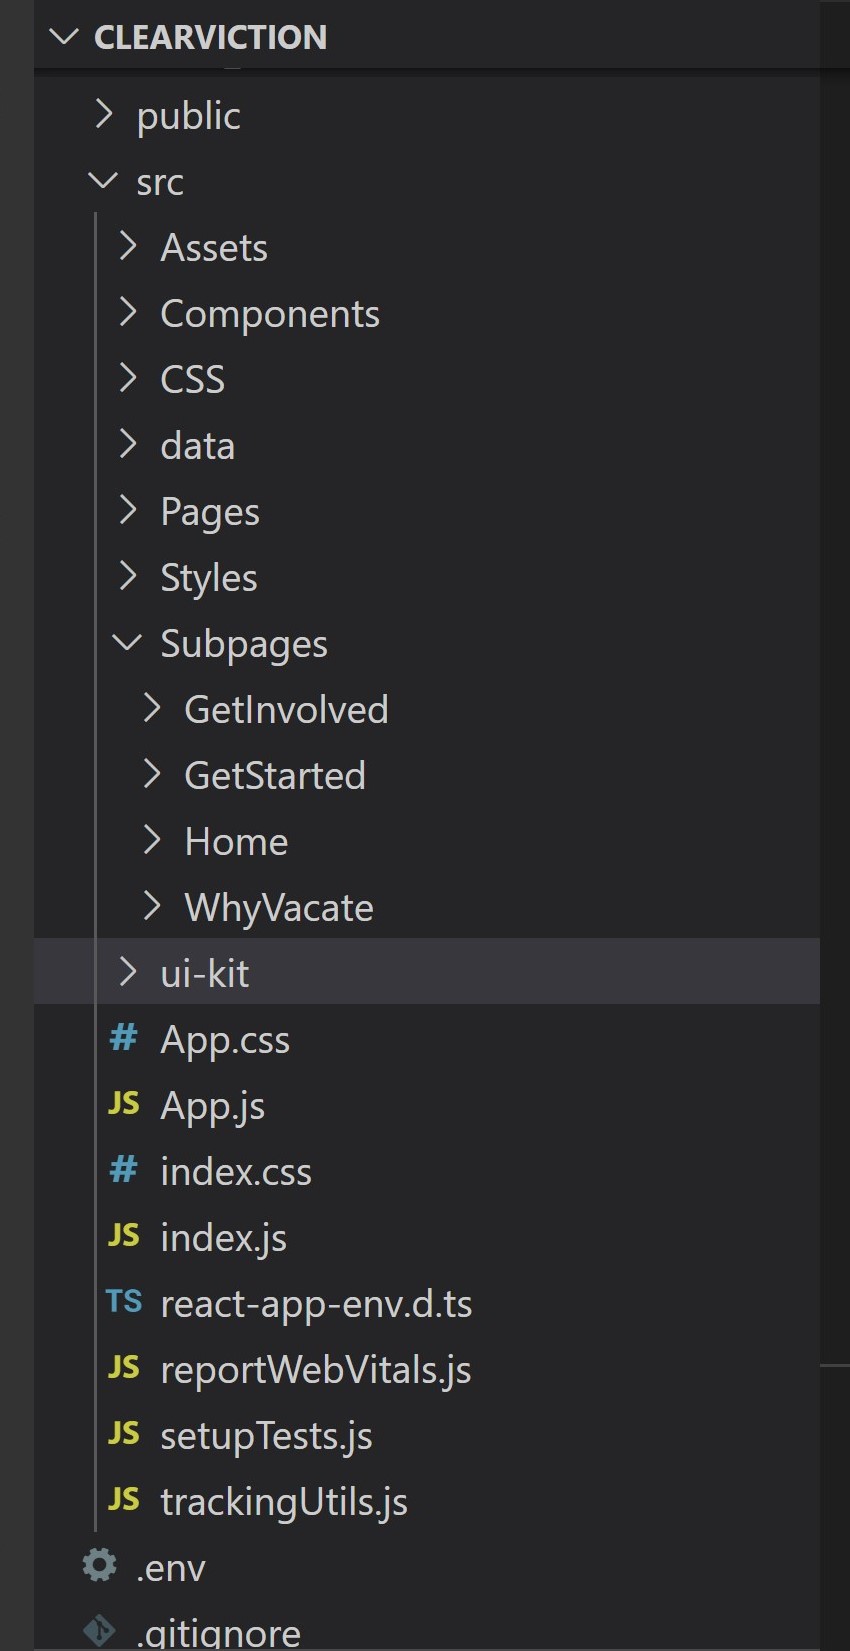 CLEARVICTION
public
src
Assets
Components
CSS
data
Pages
Styles
Subpages
GetInvolved
GetStarted
Home
WhyVacate
ui-kit
# App.css
JS App.js
# index.css
JS index.js
TS react-app-env.d.ts
JS reportWebVitals.js
JS setupTests.js
JS trackingUtils.js
.env
.gitignore